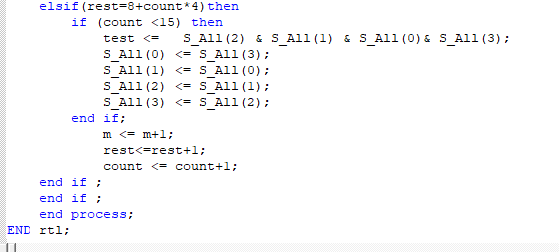 elsif(rest=8+count*4)then
if (count <15) then
test <= S_All(2) & S_All(1) & S_All(0)& S_All(3);
S_All(0) <= S_All(3);
S_All(1) <= S_All(0);
S_All(2) <= S_All(1);
S_All(3) <= S_All(2);
end if;
m <= m+1;
rest<=rest+1;
count <= count+1;
end if ;
end if ;
end process;
END rtl;